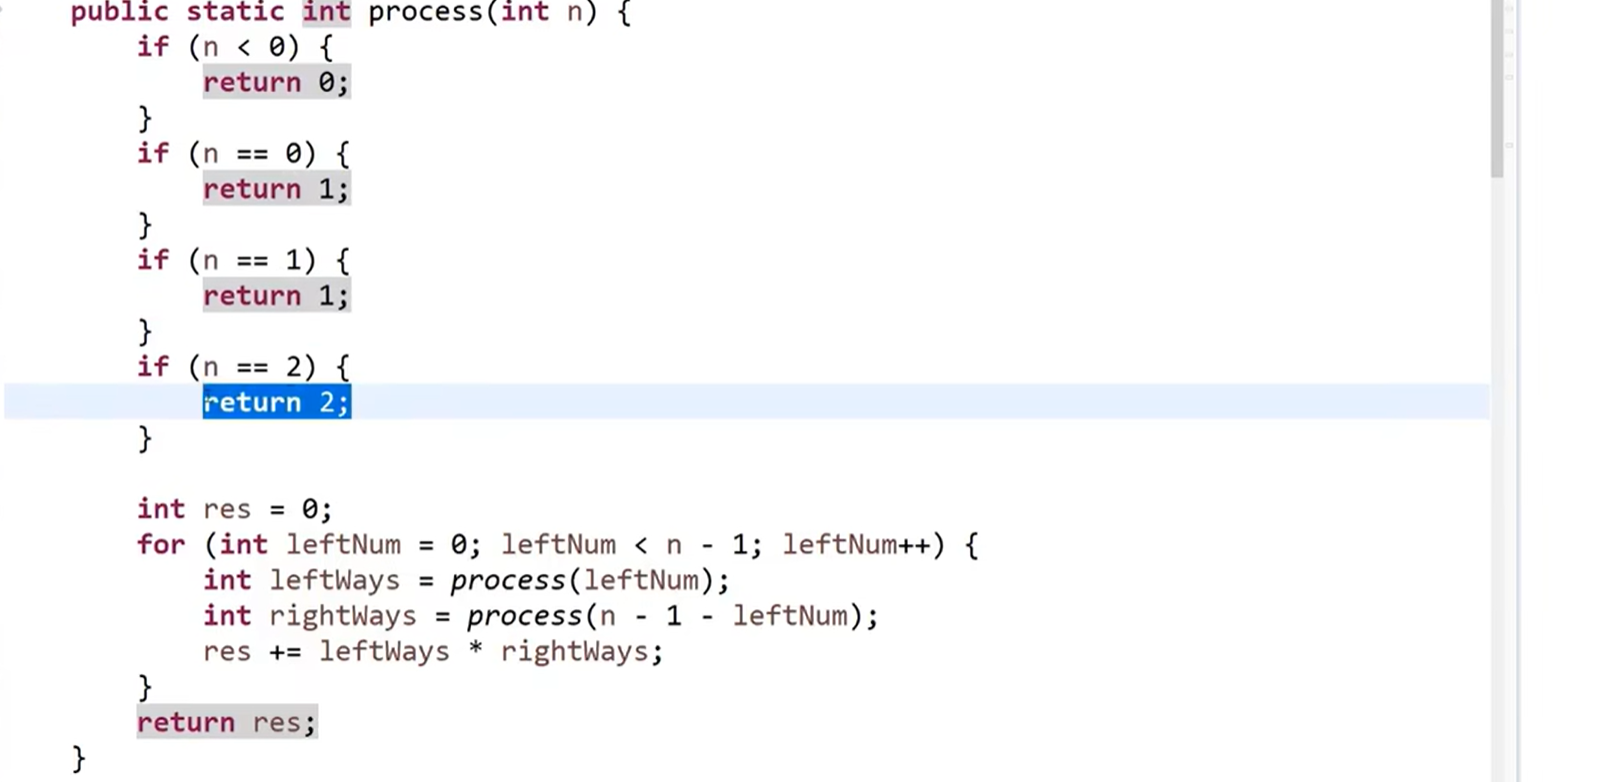 public static int process(int n) {
if (n < 0) {
return 0;
}
if (n == 0) {
return 1;
}
if (n == 1) {
return 1;
}
if (n == 2) {
return 2;
}
int res = 0;
for (int leftNum = 0; leftNum < n - 1; leftNum++) {
int leftWays = process(leftNum);
int rightWays = process(n - 1 - leftNum);
res += leftWays * rightWays;
}
return res;
}